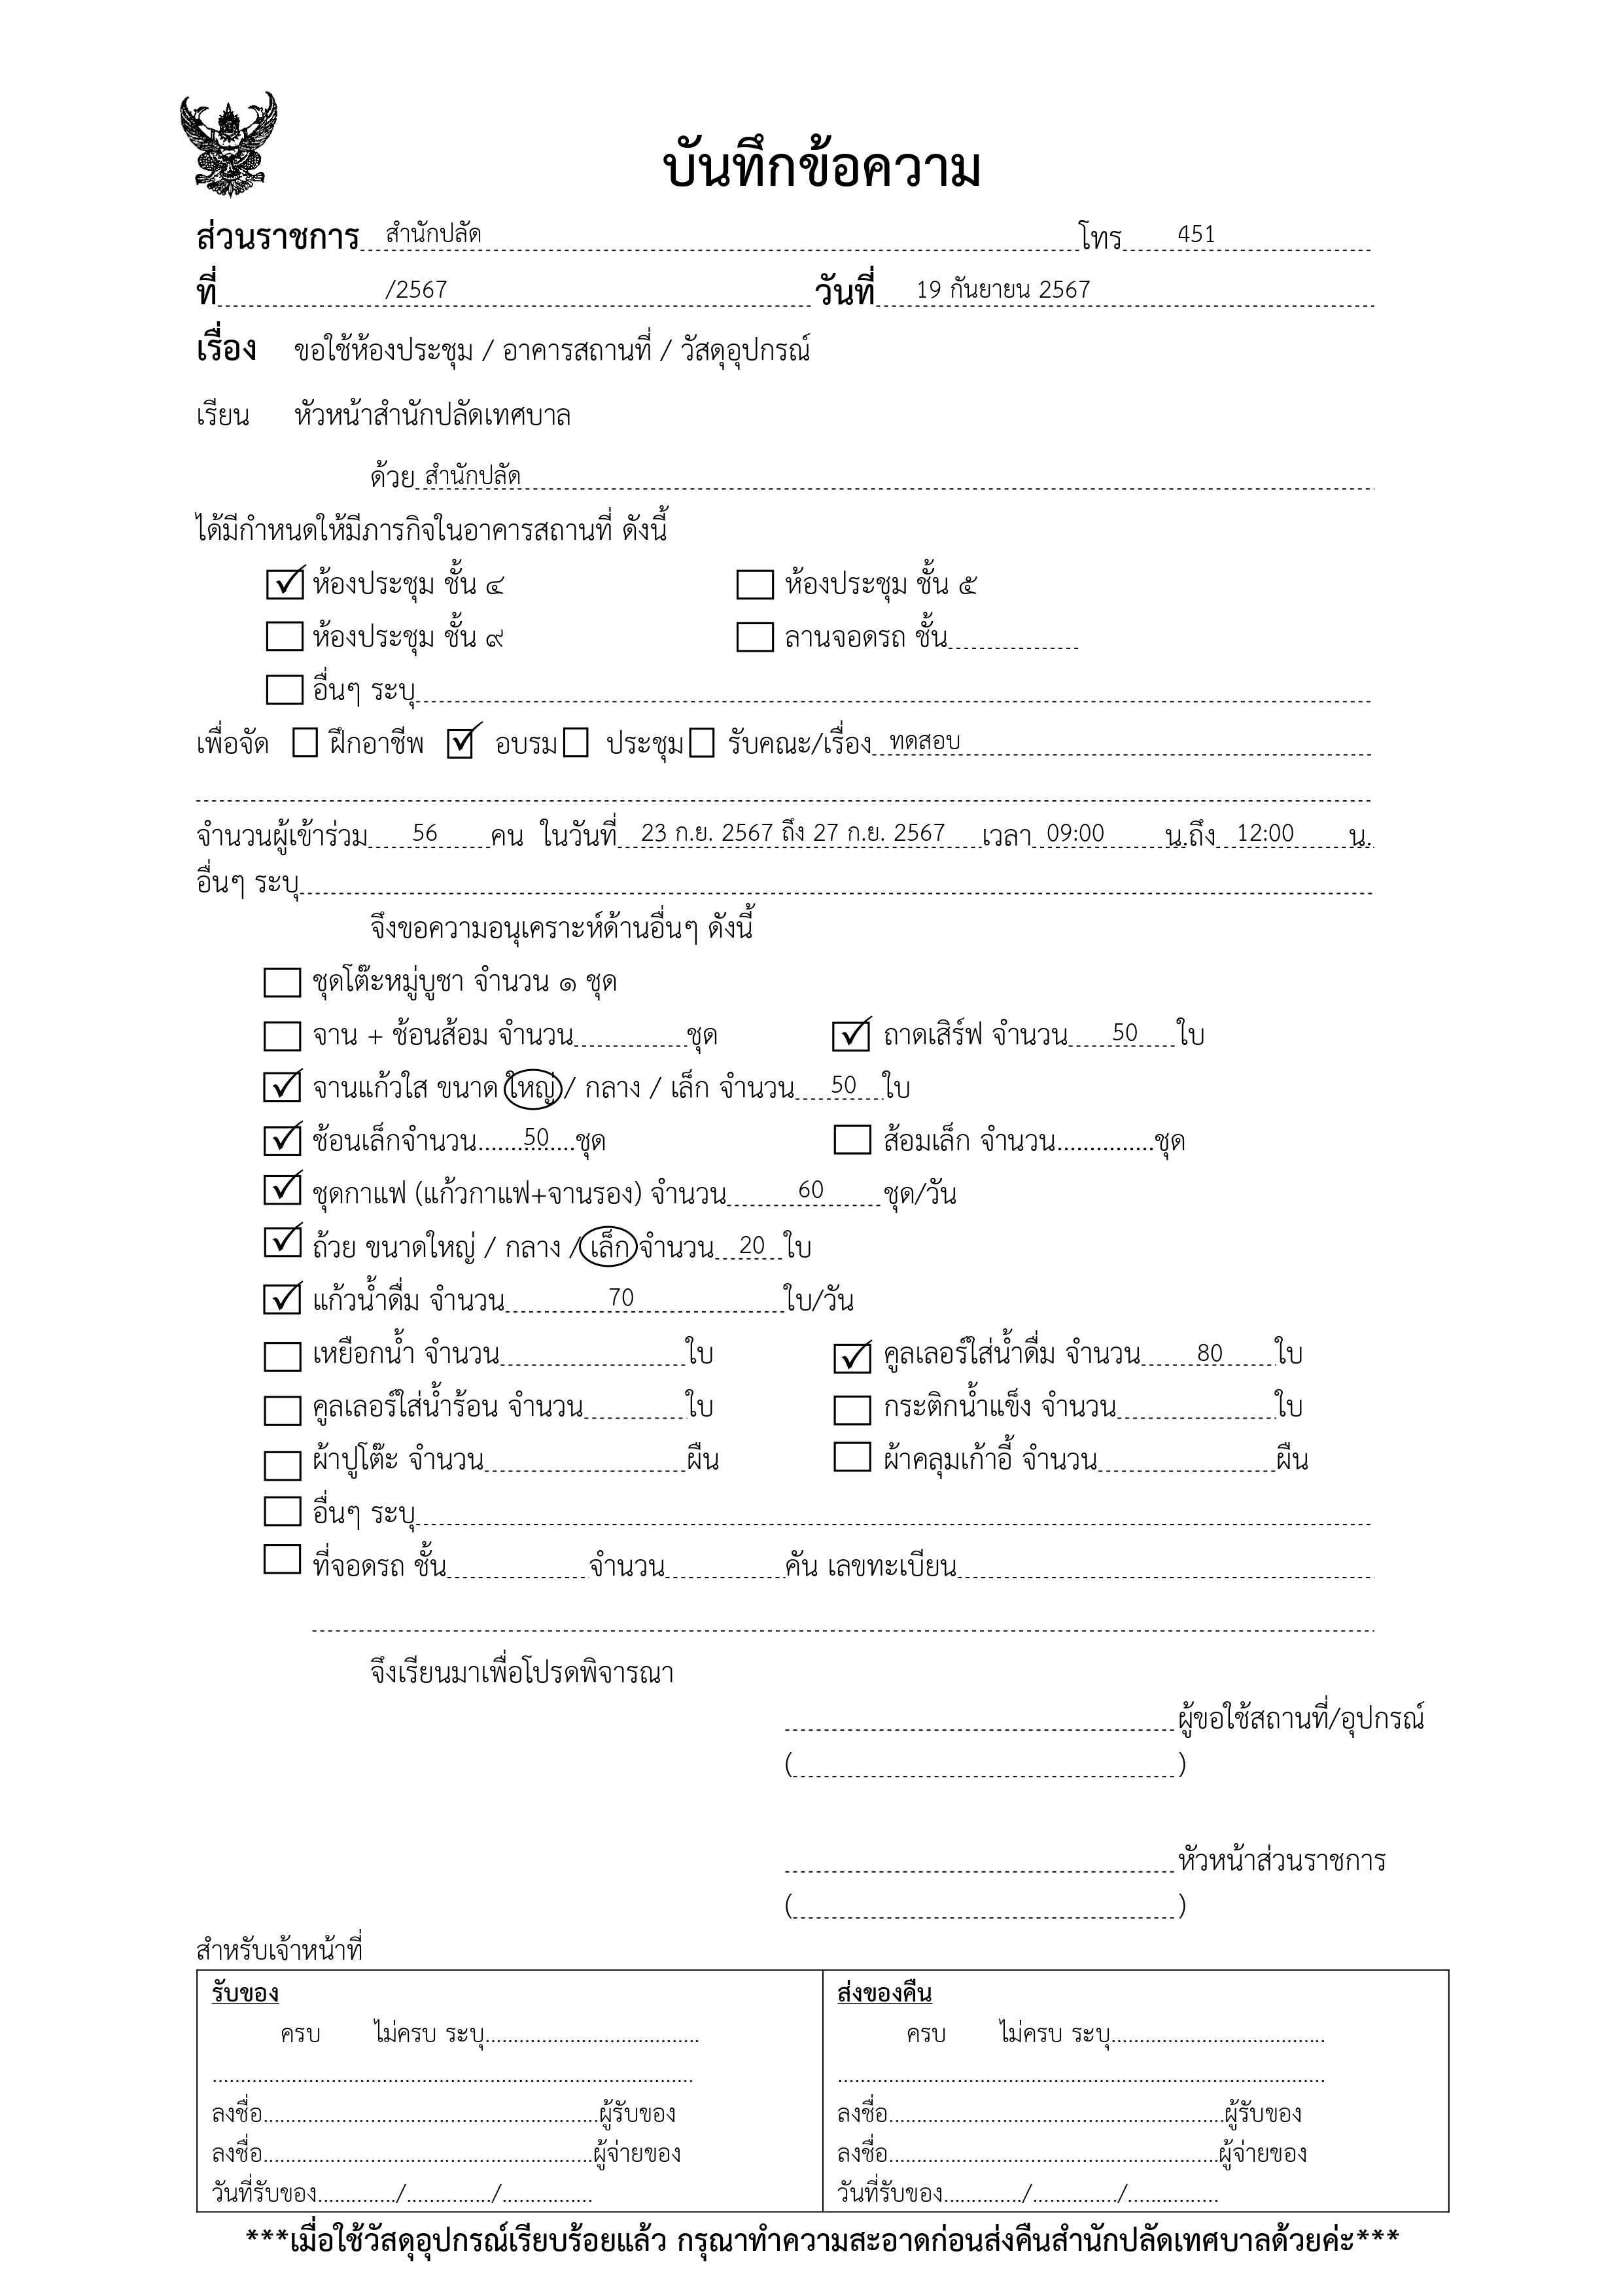 บันทึกข้อความ
ส่วนราชการ สำนักปลัด โทร 451
ที่ /2567 วันที่ 19 กันยายน 2567
เรื่อง ขอใช้ห้องประชุม / อาคารสถานที่ / วัสดุอุปกรณ์
เรียน หัวหน้าสำนักปลัดเทศบาล
ด้วย สำนักปลัด
ได้มีกำหนดให้มีภารกิจในอาคารสถานที่ ดังนี้
☑ ห้องประชุม ชั้น ๔ ☐ ห้องประชุม ชั้น ๕
☐ ห้องประชุม ชั้น ๙ ☐ ลานจอดรถ ชั้น................
☐ อื่นๆ ระบุ................
เพื่อจัด ☐ ฝึกอาชีพ ☑ อบรม ☐ ประชุม ☐ รับคณะ/เรื่อง ทดสอบ
จำนวนผู้เข้าร่วม 56 คน ในวันที่ 23 ก.ย. 2567 ถึง 27 ก.ย. 2567 เวลา 09:00 น.ถึง 12:00 น.
อื่นๆ ระบุ................
จึงขอความอนุเคราะห์ด้านอื่นๆ ดังนี้
☐ ชุดโต๊ะหมู่บูชา จำนวน ๑ ชุด
☐ จาน + ช้อนส้อม จำนวน..............ชุด ☑ ถาดเสิร์ฟ จำนวน 50 ใบ
☑ จานแก้วใส ขนาด ใหญ่ / กลาง / เล็ก จำนวน 50 ใบ
☑ ช้อนเล็กจำนวน 50 ชุด ☐ ส้อมเล็ก จำนวน...............ชุด
☑ ชุดกาแฟ (แก้วกาแฟ+จานรอง) จำนวน 60 ชุด/วัน
☑ ถ้วย ขนาดใหญ่ / กลาง / เล็ก จำนวน 20 ใบ
☑ แก้วน้ำดื่ม จำนวน 70 ใบ/วัน
☐ เหยือกน้ำ จำนวน................ใบ ☑ คูลเลอร์ใส่น้ำดื่ม จำนวน 80 ใบ
☐ คูลเลอร์ใส่น้ำร้อน จำนวน............ใบ ☐ กระติกน้ำแข็ง จำนวน................ใบ
☐ ผ้าปูโต๊ะ จำนวน................ผืน ☐ ผ้าคลุมเก้าอี้ จำนวน................ผืน
☐ อื่นๆ ระบุ................
☐ ที่จอดรถ ชั้น................จำนวน..............คัน เลขทะเบียน................
จึงเรียนมาเพื่อโปรดพิจารณา
................ผู้ขอใช้สถานที่/อุปกรณ์
(................)
................หัวหน้าส่วนราชการ
(................)
สำหรับเจ้าหน้าที่
รับของ
ครบ ไม่ครบ ระบุ................
................
ลงชื่อ................ผู้รับของ
ลงชื่อ................ผู้จ่ายของ
วันที่รับของ............../.............../................
ส่งของคืน
ครบ ไม่ครบ ระบุ................
................
ลงชื่อ................ผู้รับของ
ลงชื่อ................ผู้จ่ายของ
วันที่รับของ............../.............../................
***เมื่อใช้วัสดุอุปกรณ์เรียบร้อยแล้ว กรุณาทำความสะอาดก่อนส่งคืนสำนักปลัดเทศบาลด้วยค่ะ***